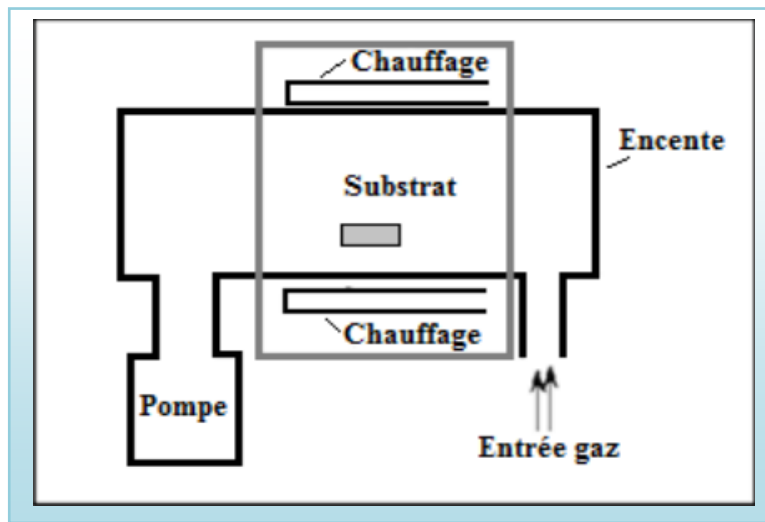 Chauffage
Encente
Substrat
Chauffage
Pompe
Entrée gaz